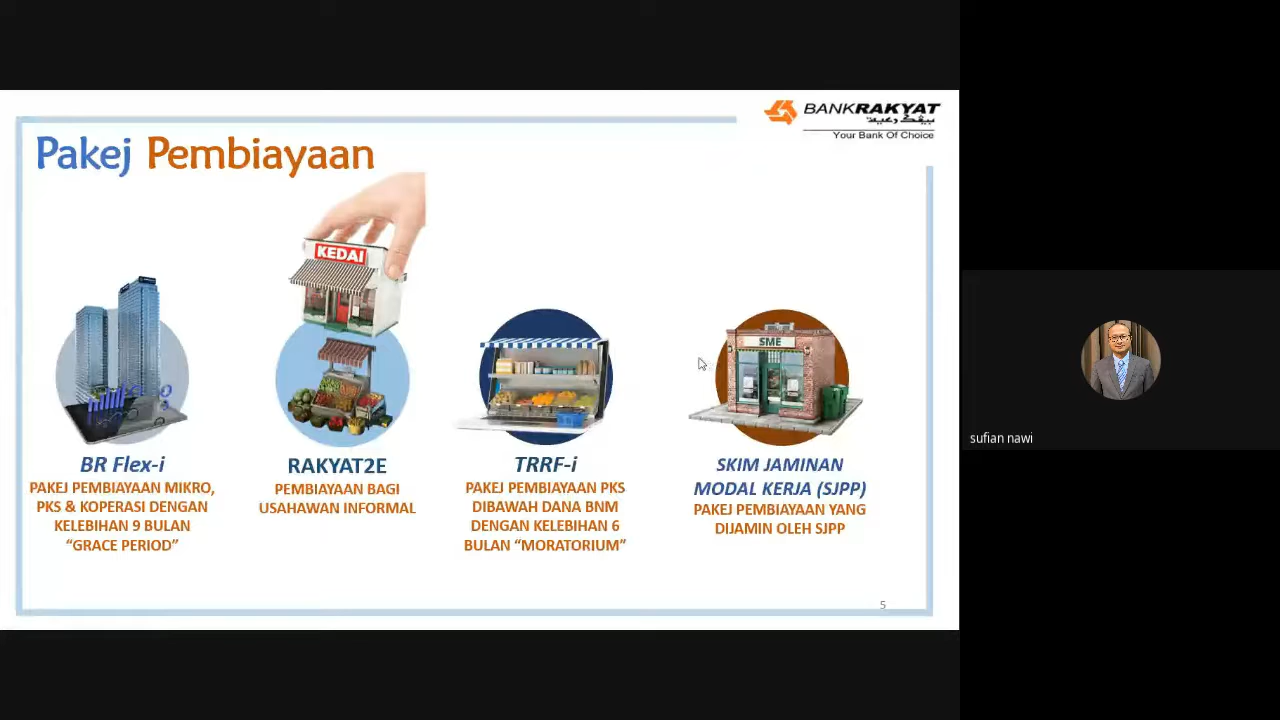 BANKRAKYAT
بيڠک رعية
Your Bank Of Choice
Pakej Pembiayaan
KEDAI
SME
BR Flex-i
PAKEJ PEMBIAYAAN MIKRO,
PKS & KOPERASI DENGAN
KELEBIHAN 9 BULAN
“GRACE PERIOD”
RAKYAT2E
PEMBIAYAAN BAGI
USAHAWAN INFORMAL
TRRF-i
PAKEJ PEMBIAYAAN PKS
DIBAWAH DANA BNM
DENGAN KELEBIHAN 6
BULAN “MORATORIUM”
SKIM JAMINAN
MODAL KERJA (SJPP)
PAKEJ PEMBIAYAAN YANG
DIJAMIN OLEH SJPP
5
sufian nawi